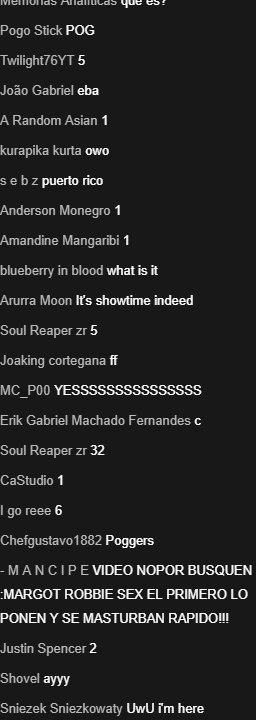 Memorias Analiticas que es?
Pogo Stick POG
Twilight76YT 5
João Gabriel eba
A Random Asian 1
kurapika kurta owo
s e b z puerto rico
Anderson Monegro 1
Amandine Mangaribi 1
blueberry in blood what is it
Arurra Moon It's showtime indeed
Soul Reaper zr 5
Joaking cortegana ff
MC_P00 YESSSSSSSSSSSSSSS
Erik Gabriel Machado Fernandes c
Soul Reaper zr 32
CaStudio 1
I go reee 6
Chefgustavo1882 Poggers
- M A N C I P E VIDEO NOPOR BUSQUEN
:MARGOT ROBBIE SEX EL PRIMERO LO
PONEN Y SE MASTURBAN RAPIDO!!!
Justin Spencer 2
Shovel ayyy
Sniezek Sniezkowaty UwU i'm here